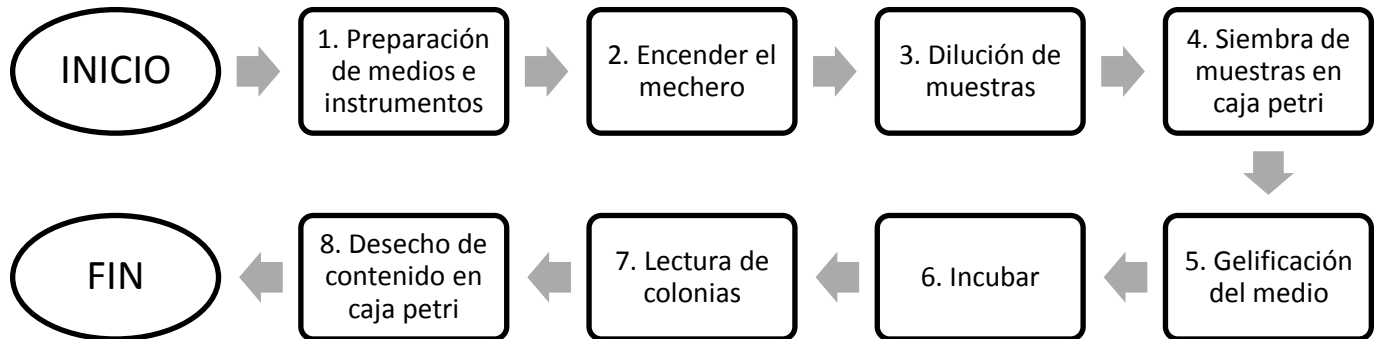 INICIO
1. Preparación
de medios e
instrumentos
2. Encender el
mechero
3. Dilución de
muestras
4. Siembra de
muestras en
caja petri
5. Gelificación
del medio
6. Incubar
7. Lectura de
colonias
8. Desecho de
contenido en
caja petri
FIN